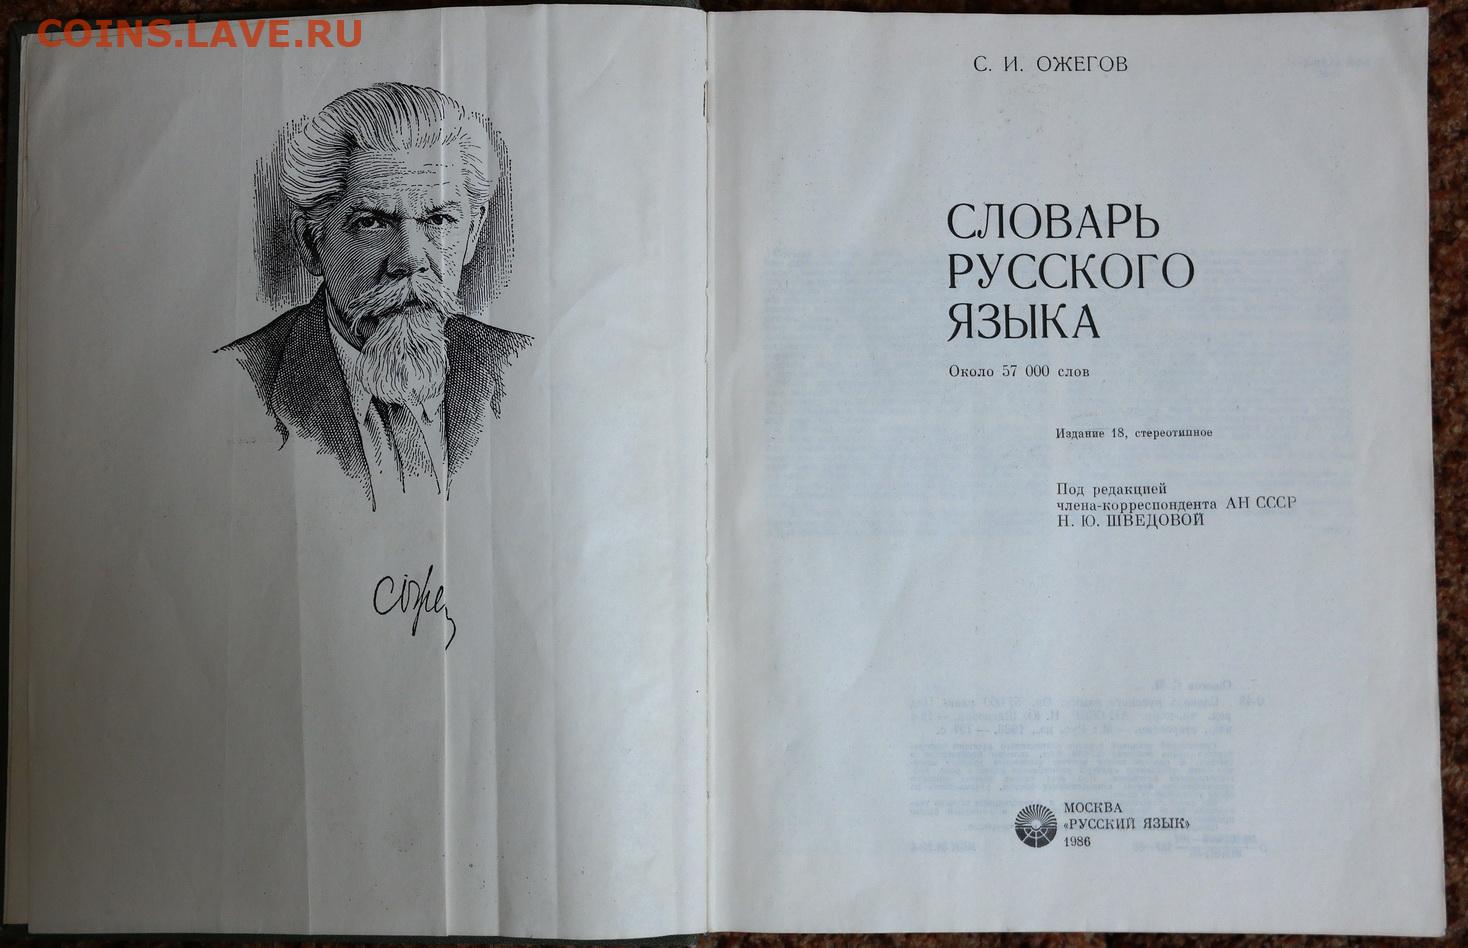 COINS.LAVE.RU
С. И. ОЖЕГОВ
СЛОВАРЬ
РУССКОГО
ЯЗЫКА
Около 57 000 слов
Издание 18, стереотипное
Под редакцией
члена-корреспондента АН СССР
Н. Ю. ШВЕДОВОЙ
МОСКВА
«РУССКИЙ ЯЗЫК»
1986